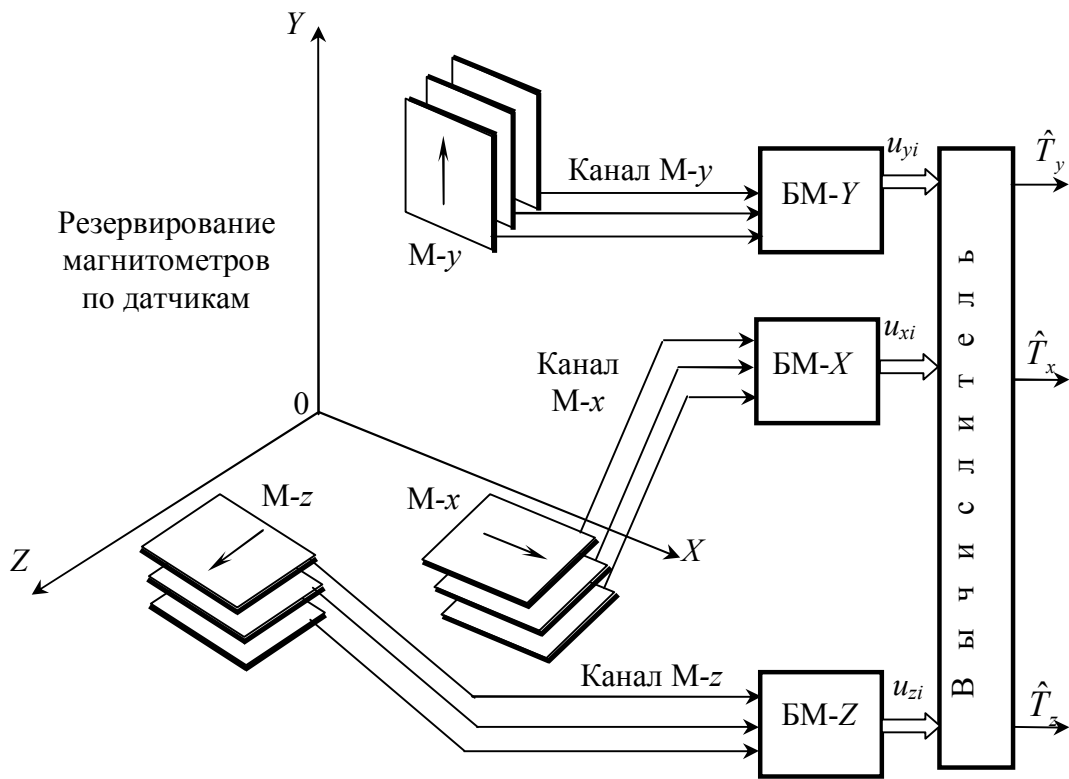 Y
Канал М-y
БМ-Y
u_yi
T̂_y
М-y
Резервирование
магнитометров
по датчикам
Канал
М-x
БМ-X
u_xi
T̂_x
0
Вычислитель
М-z
М-x
Z
X
Канал М-z
БМ-Z
u_zi
T̂_z